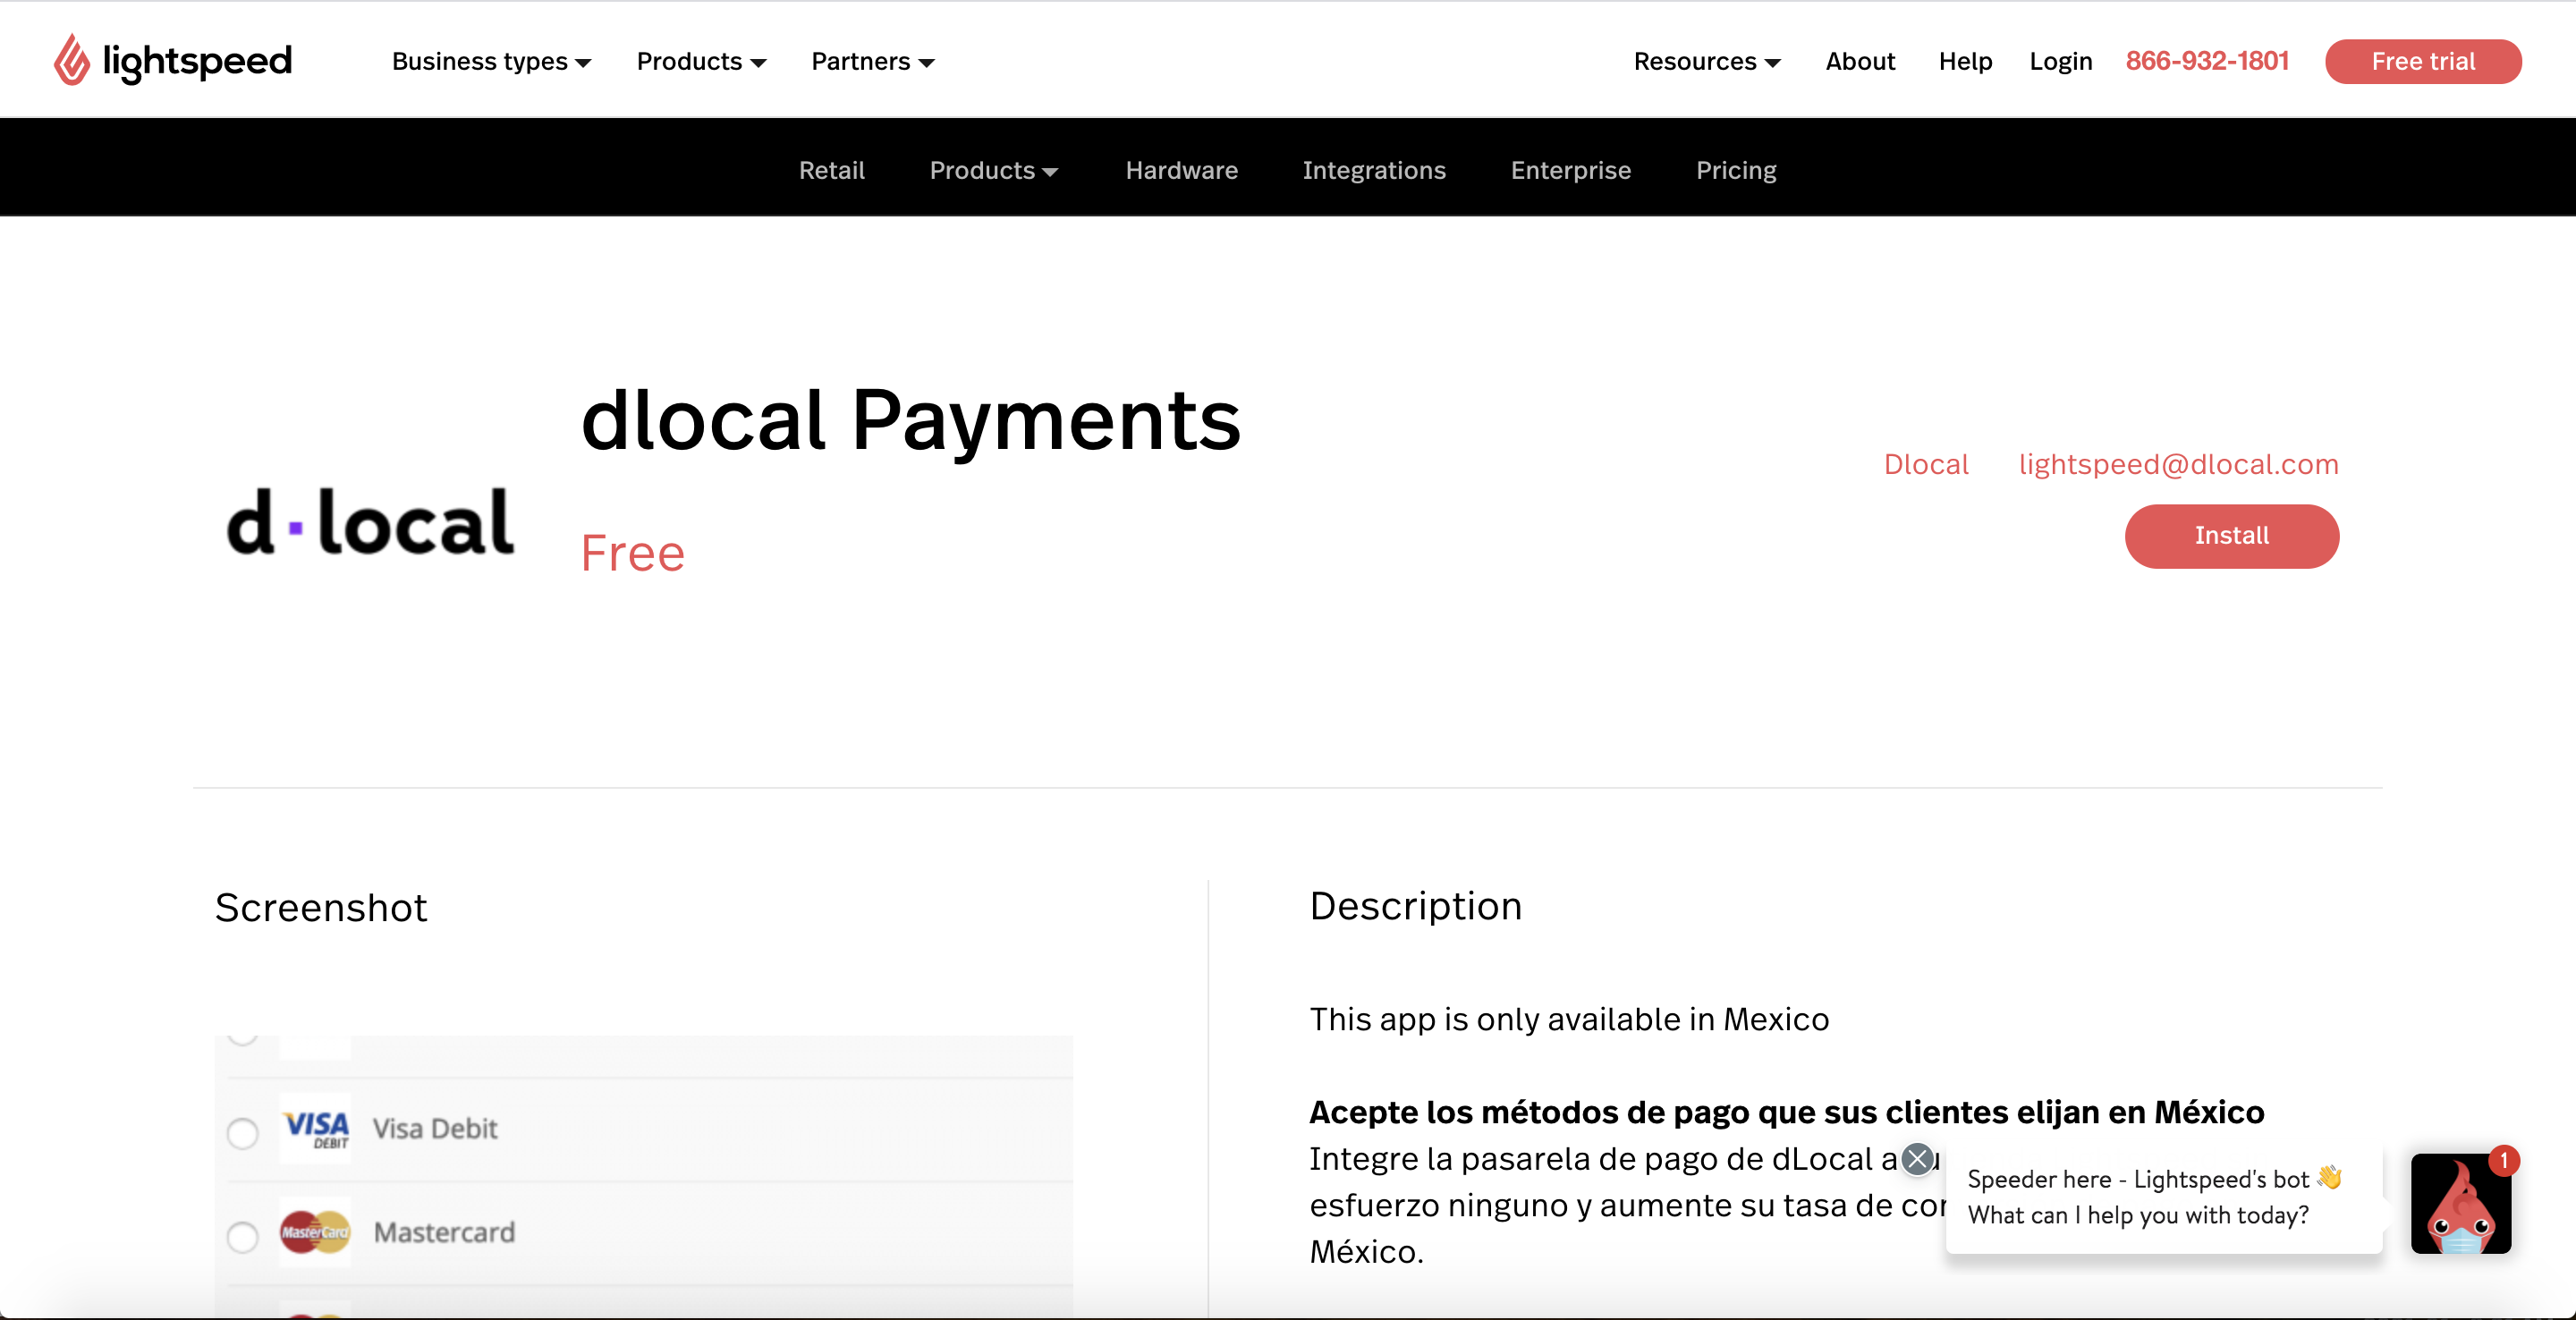 lightspeed
Business types
Products
Partners
Resources
About
Help
Login
866-932-1801
Free trial
Retail
Products
Hardware
Integrations
Enterprise
Pricing
d·local
dlocal Payments
Free
Dlocal
lightspeed@dlocal.com
Install
Screenshot
VISA
DEBIT
Visa Debit
MasterCard
Mastercard
Description
This app is only available in Mexico
Acepte los métodos de pago que sus clientes elijan en México
Integre la pasarela de pago de dLocal a
esfuerzo ninguno y aumente su tasa de
México.
Speeder here - Lightspeed's bot 👋
What can I help you with today?
1